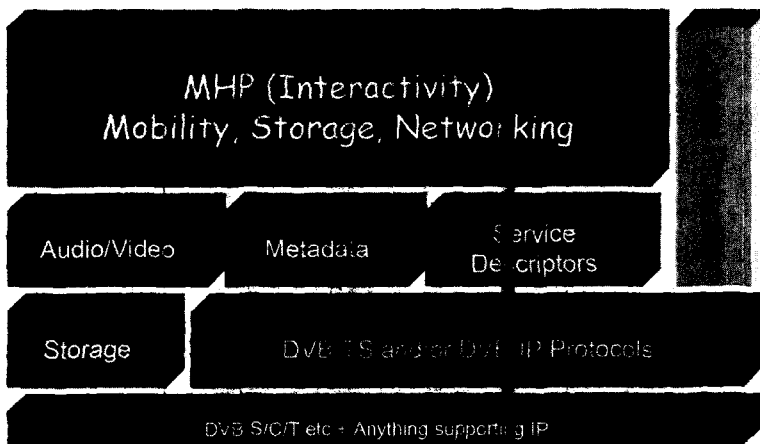 MHP (Interactivity)
Mobility, Storage, Networking
Audio/Video
Metadata
Service
Descriptors
Storage
DVB TS and/or DVB IP Protocols
DVB S/C/T etc + Anything supporting IP